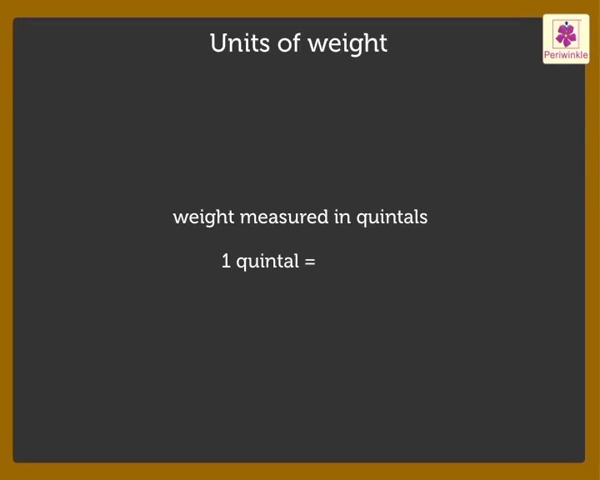 Units of weight
Periwinkle
weight measured in quintals
1 quintal =